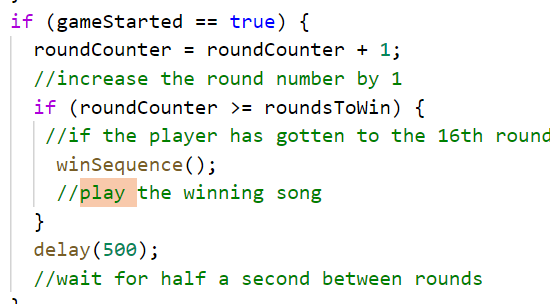 if (gameStarted == true) {
roundCounter = roundCounter + 1;
//increase the round number by 1
if (roundCounter >= roundsToWin) {
//if the player has gotten to the 16th round
winSequence();
//play the winning song
}
delay(500);
//wait for half a second between rounds